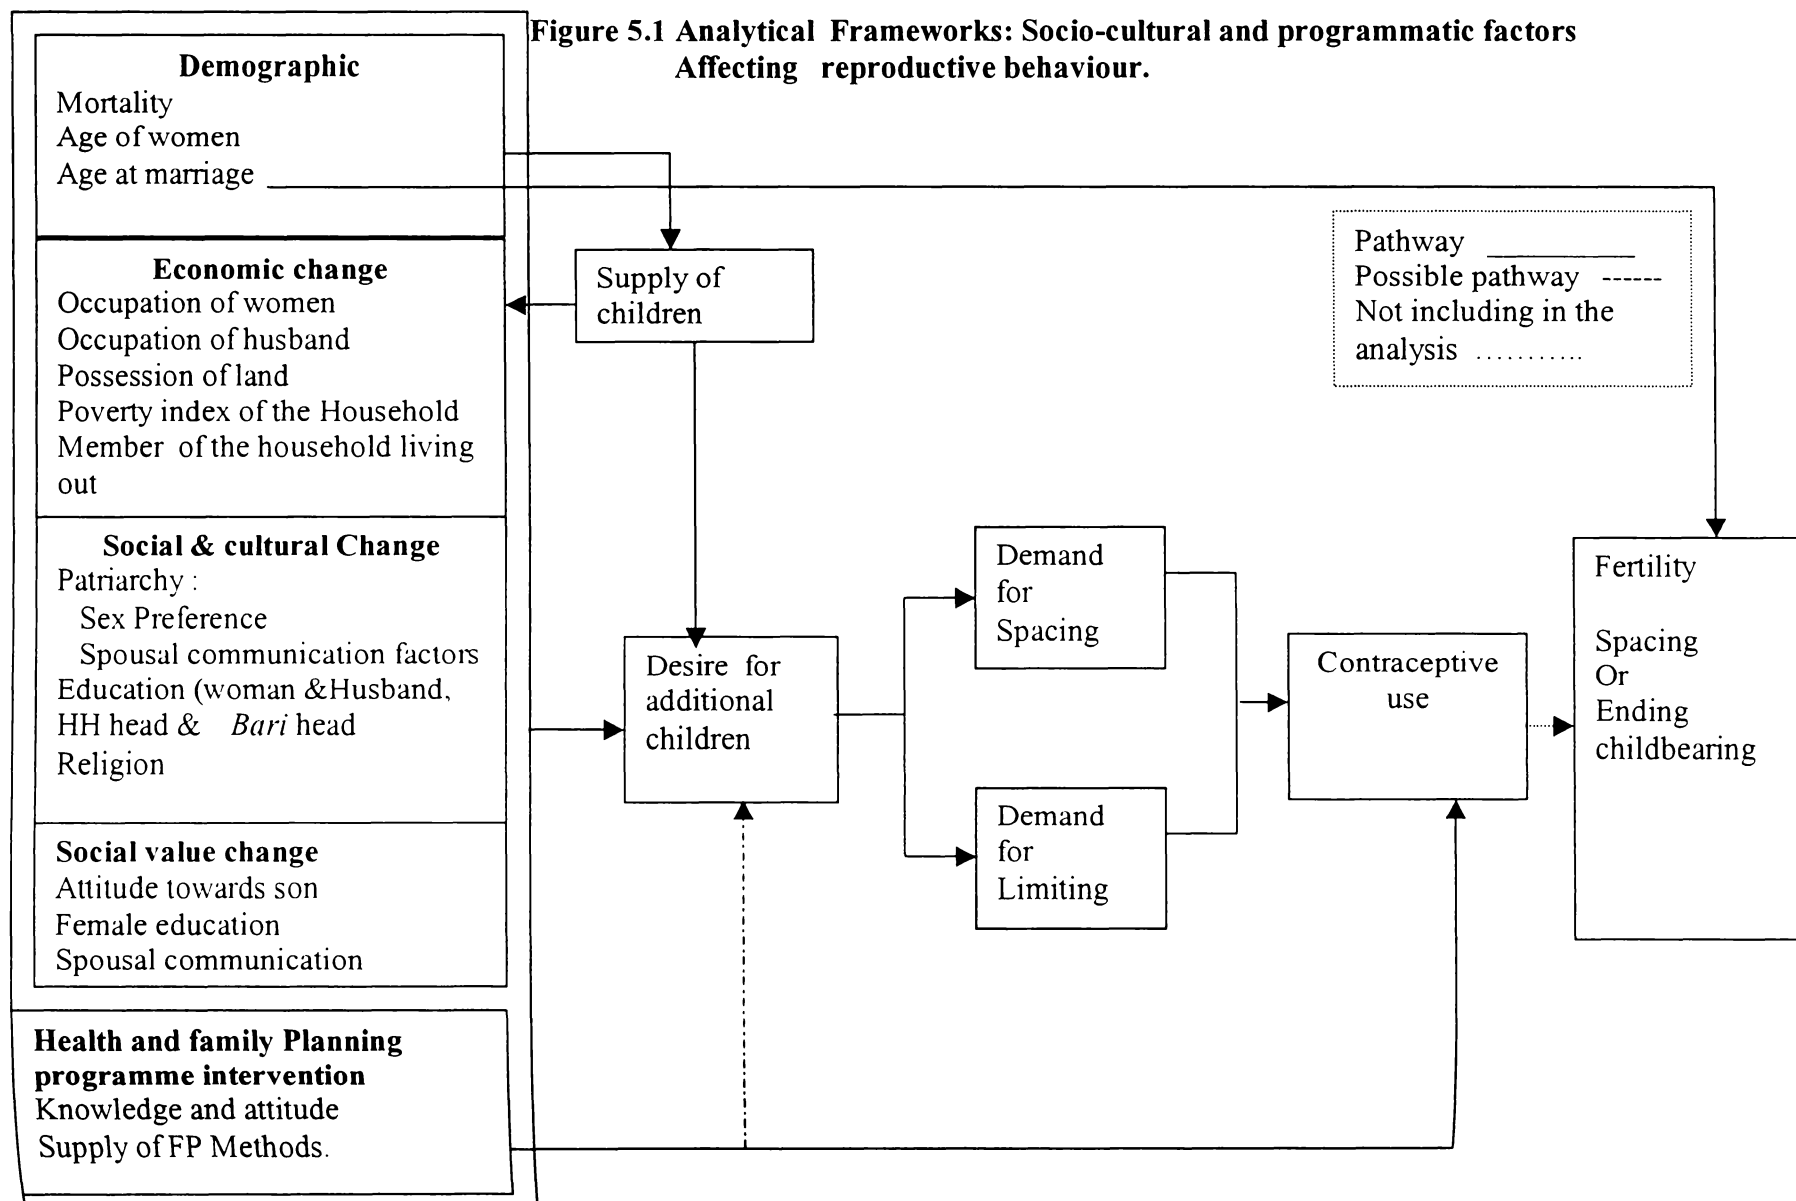 Figure 5.1 Analytical Frameworks: Socio-cultural and programmatic factors
Affecting reproductive behaviour.
Demographic
Mortality
Age of women
Age at marriage
Economic change
Occupation of women
Occupation of husband
Possession of land
Poverty index of the Household
Member of the household living
out
Social & cultural Change
Patriarchy :
Sex Preference
Spousal communication factors
Education (woman &Husband,
HH head & Bari head
Religion
Social value change
Attitude towards son
Female education
Spousal communication
Health and family Planning
programme intervention
Knowledge and attitude
Supply of FP Methods.
Supply of
children
Desire for
additional
children
Demand
for
Spacing
Demand
for
Limiting
Contraceptive
use
Pathway ___________
Possible pathway ------
Not including in the
analysis ...........
Fertility
Spacing
Or
Ending
childbearing